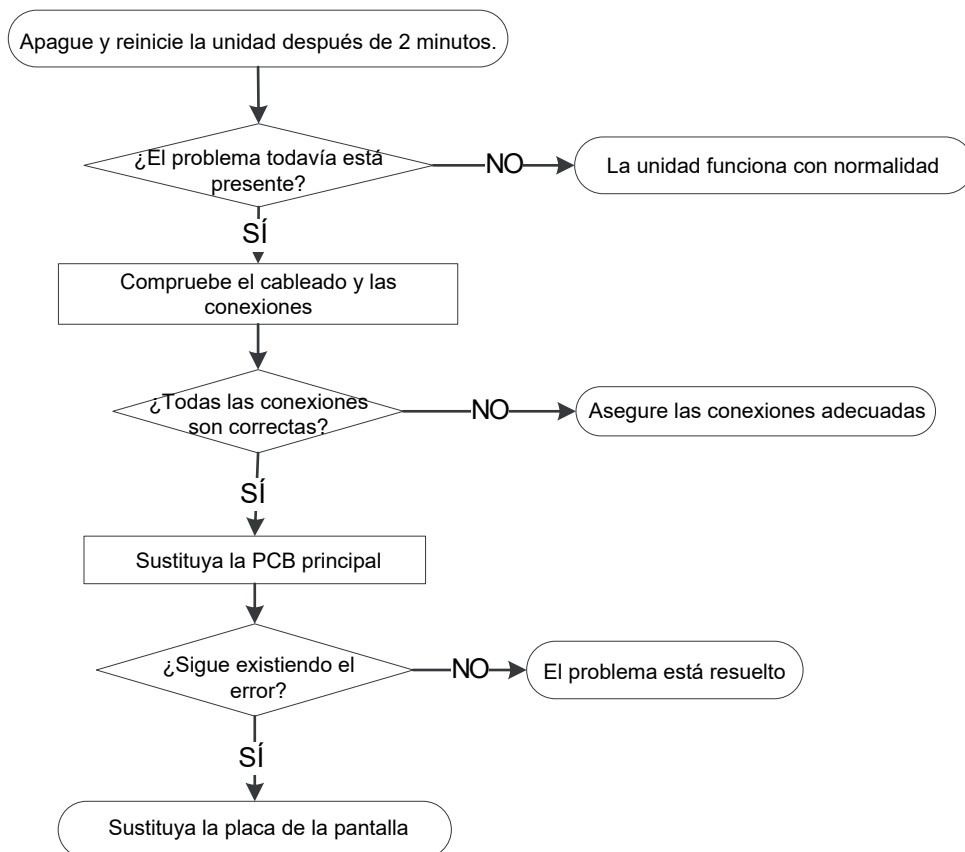 Apague y reinicie la unidad después de 2 minutos.
¿El problema todavía está
presente?
NO
La unidad funciona con normalidad
SÍ
Compruebe el cableado y las
conexiones
¿Todas las conexiones
son correctas?
NO
Asegure las conexiones adecuadas
SÍ
Sustituya la PCB principal
¿Sigue existiendo el
error?
NO
El problema está resuelto
SÍ
Sustituya la placa de la pantalla